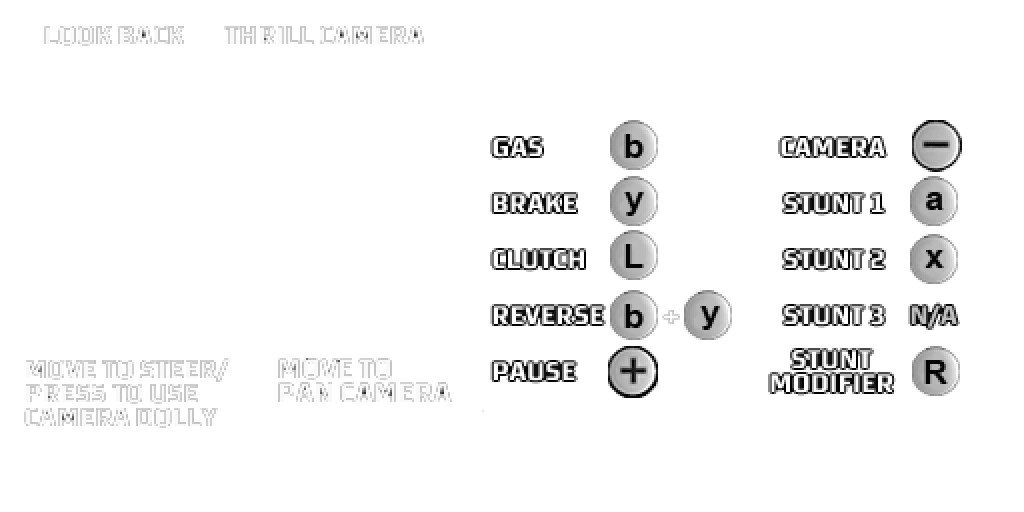 LOOK BACK THRILL CAMERA
GAS b CAMERA −
BRAKE y STUNT 1 a
CLUTCH L STUNT 2 x
REVERSE b + y STUNT 3 N/A
PAUSE + STUNT MODIFIER R
MOVE TO STEER/
PRESS TO USE
CAMERA DOLLY
MOVE TO
PAN CAMERA